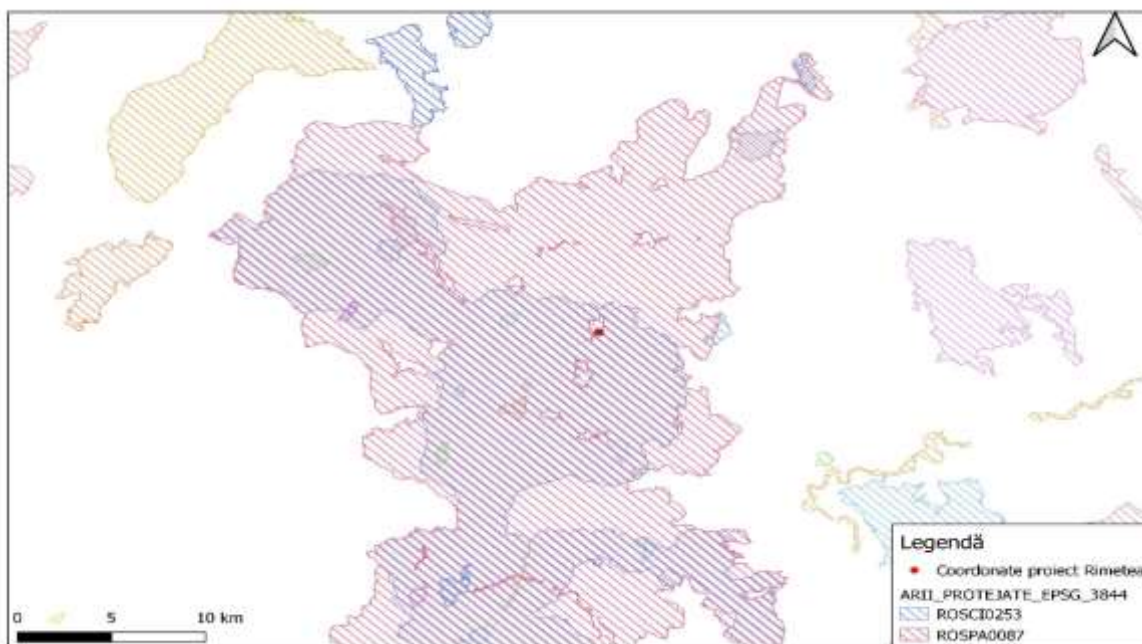 Legendă
Coordonate proiect Rimetea
ARII_PROTEJATE_EPSG_3844
ROSCI0253
ROSPA0087
0 5 10 km